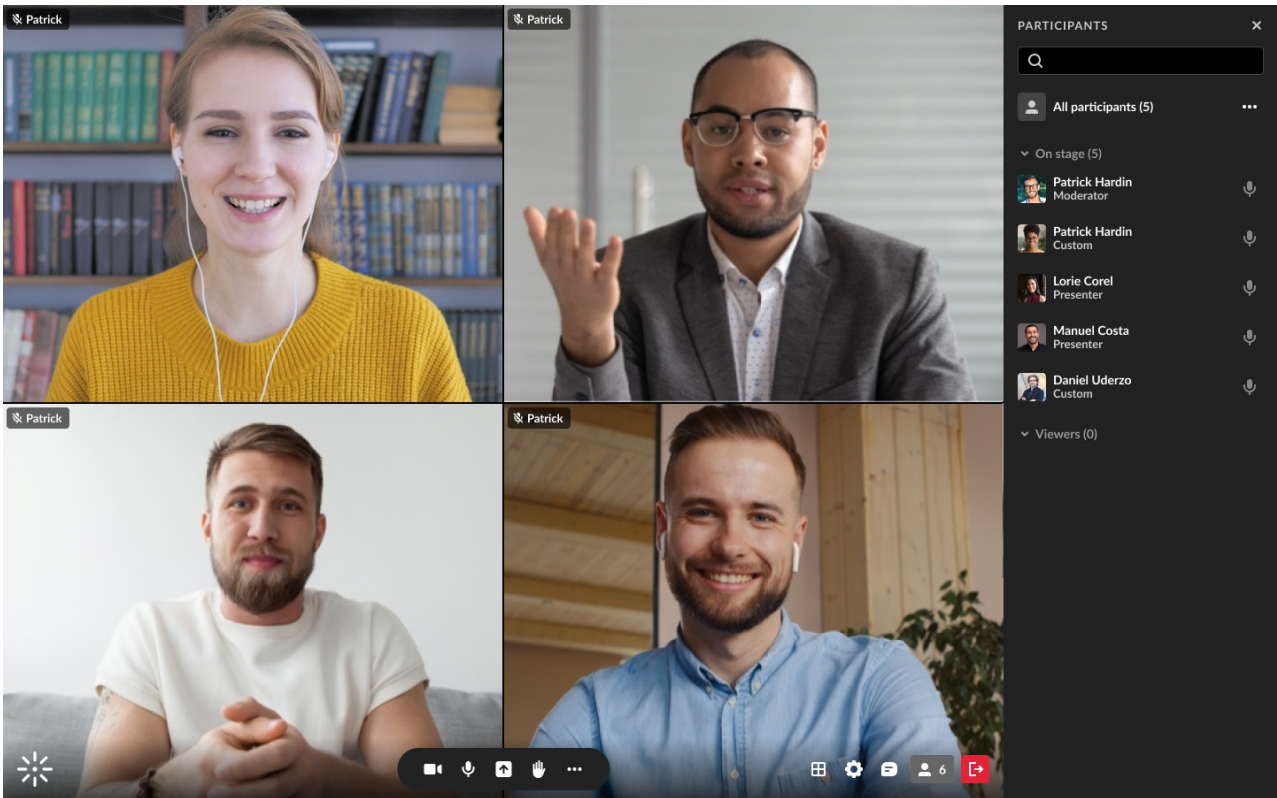 Patrick
Patrick
Patrick
Patrick
6
PARTICIPANTS
All participants (5)
On stage (5)
Patrick Hardin
Moderator
Patrick Hardin
Custom
Lorie Corel
Presenter
Manuel Costa
Presenter
Daniel Uderzo
Custom
Viewers (0)